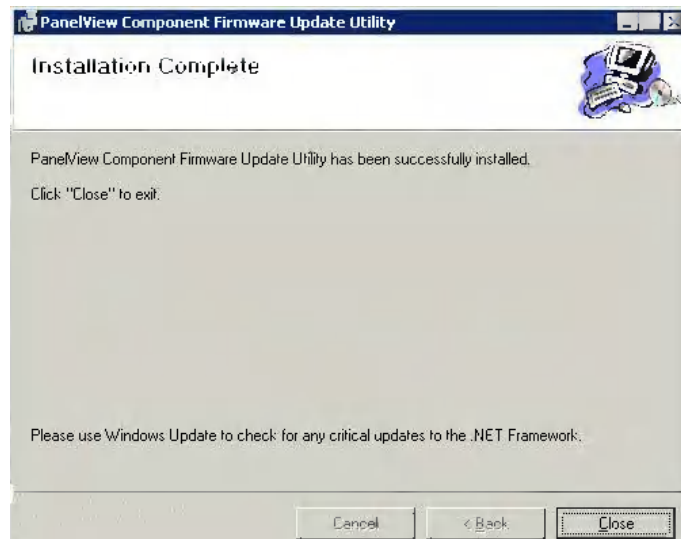 PanelView Component Firmware Update Utility
Installation Complete
PanelView Component Firmware Update Utility has been successfully installed.
Click "Close" to exit.
Please use Windows Update to check for any critical updates to the .NET Framework.
Cancel
< Back
Close